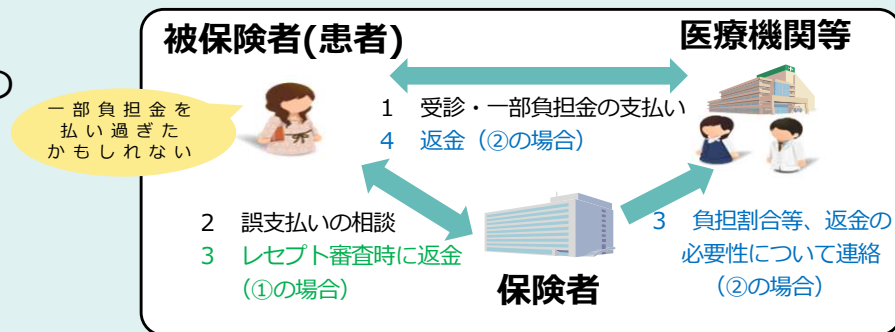 被保険者(患者)
医療機関等
一部負担金を
払い過ぎた
かもしれない
1 受診・一部負担金の支払い
4 返金（②の場合）
2 誤支払いの相談
3 レセプト審査時に返金
（①の場合）
保険者
3 負担割合等、返金の
必要性について連絡
（②の場合）